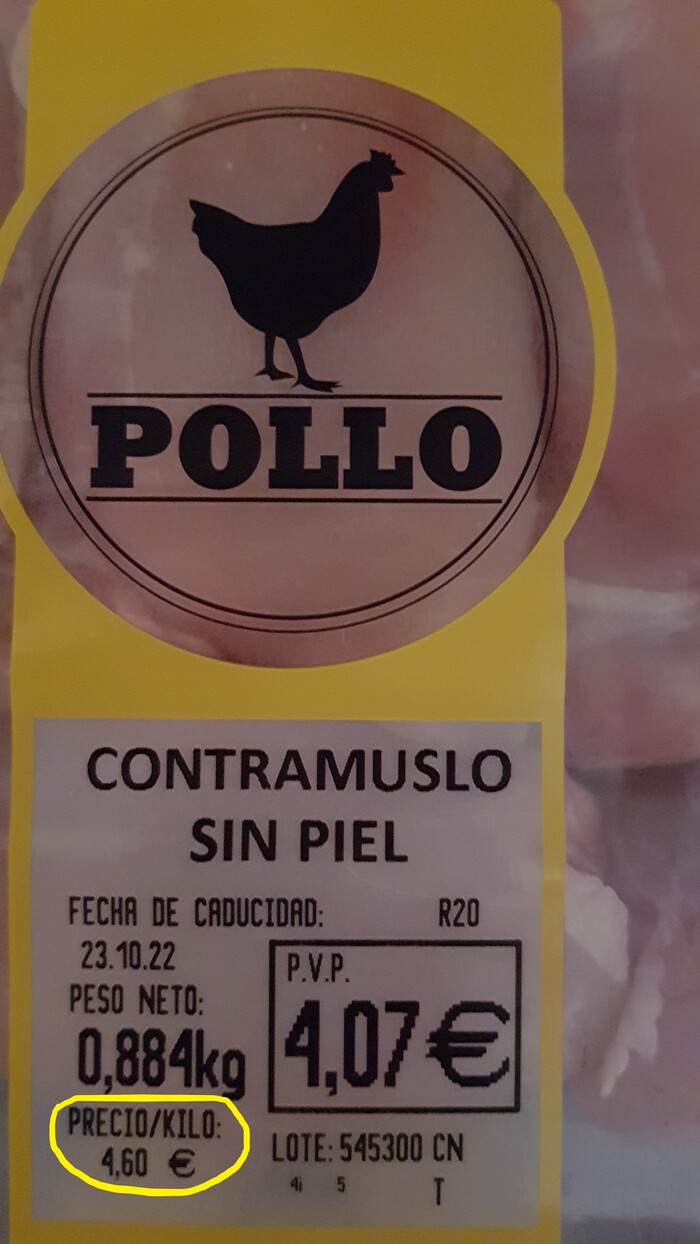 POLLO
CONTRAMUSLO
SIN PIEL
FECHA DE CADUCIDAD: R20
23.10.22
P.V.P.
PESO NETO:
4,07€
0,884kg
PRECIO/KILO:
4,60 €
LOTE: 545300 CN
4i 5 T